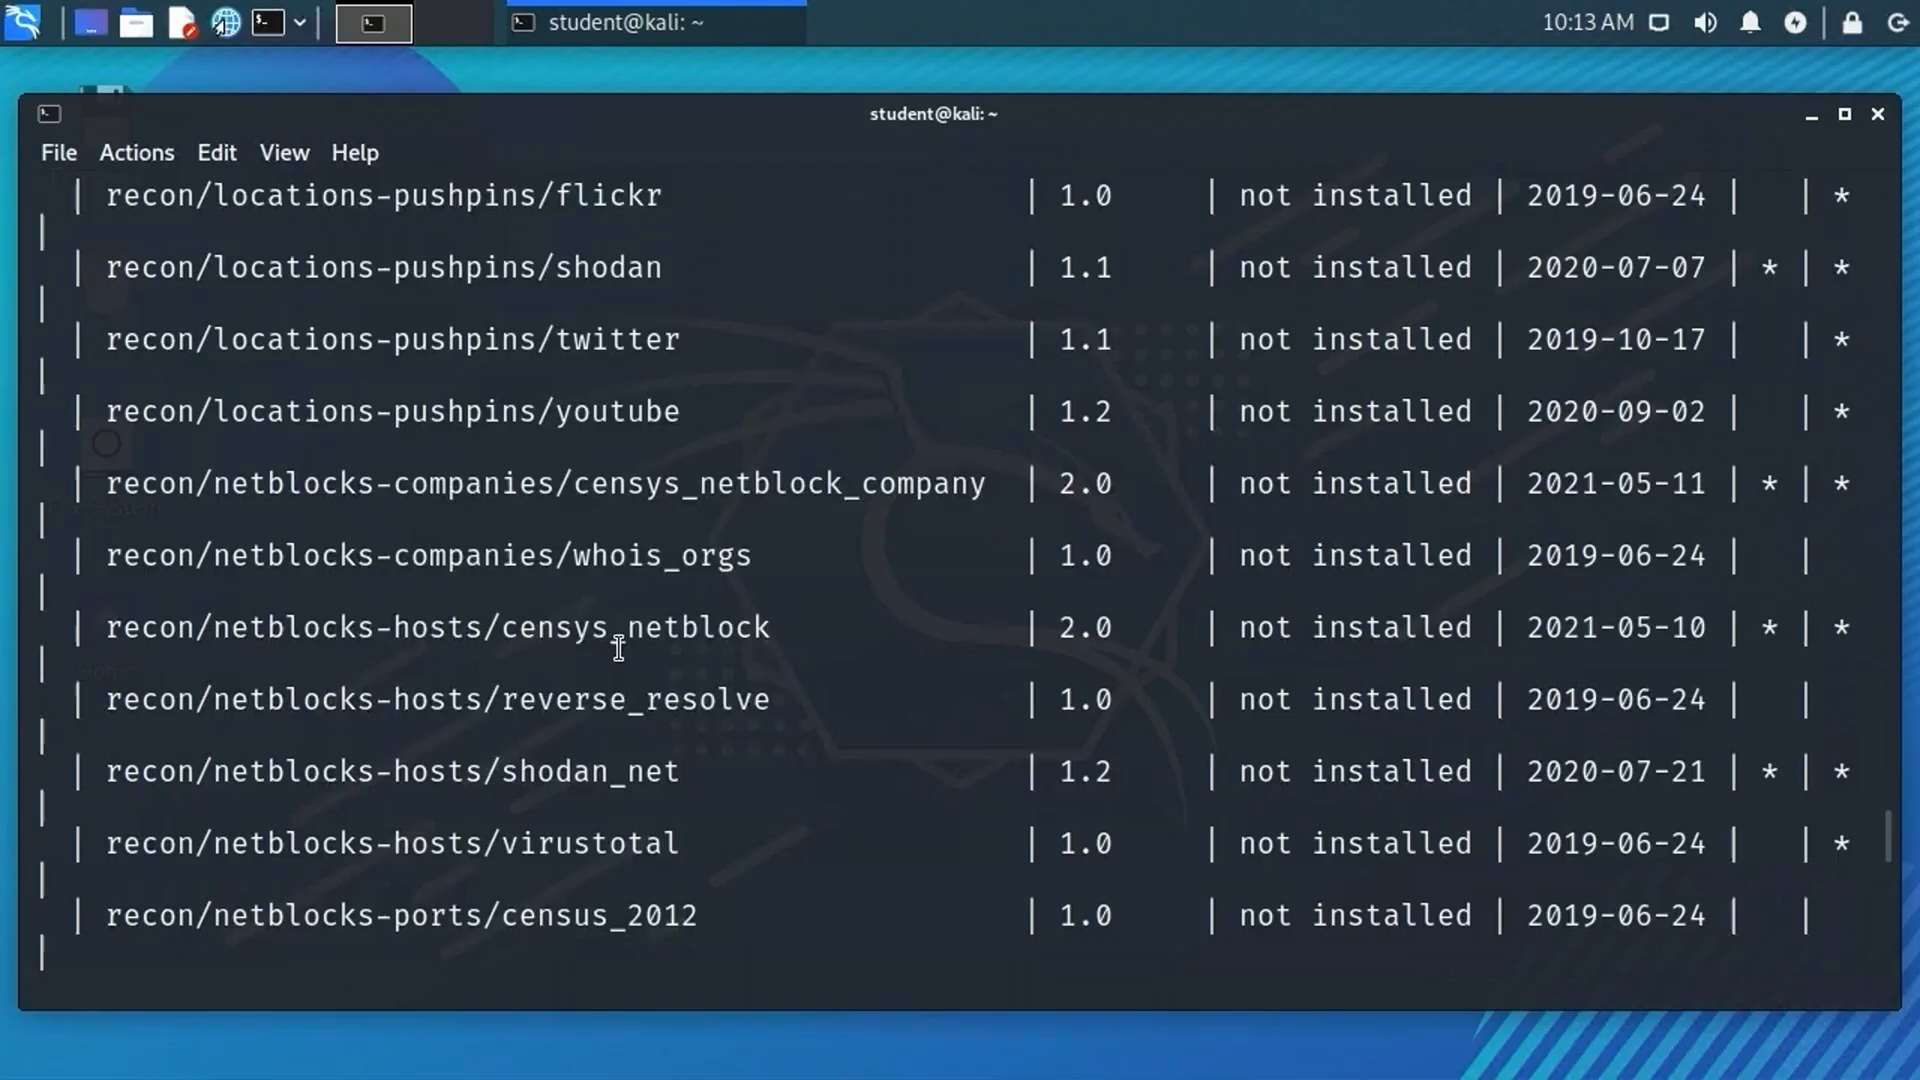 student@kali: ~
10:13 AM
student@kali: ~
File Actions Edit View Help
| recon/locations-pushpins/flickr | 1.0 | not installed | 2019-06-24 | | *
|
| recon/locations-pushpins/shodan | 1.1 | not installed | 2020-07-07 | * | *
|
| recon/locations-pushpins/twitter | 1.1 | not installed | 2019-10-17 | | *
|
| recon/locations-pushpins/youtube | 1.2 | not installed | 2020-09-02 | | *
|
| recon/netblocks-companies/censys_netblock_company | 2.0 | not installed | 2021-05-11 | * | *
|
| recon/netblocks-companies/whois_orgs | 1.0 | not installed | 2019-06-24 | |
|
| recon/netblocks-hosts/censys_netblock | 2.0 | not installed | 2021-05-10 | * | *
|
| recon/netblocks-hosts/reverse_resolve | 1.0 | not installed | 2019-06-24 | |
|
| recon/netblocks-hosts/shodan_net | 1.2 | not installed | 2020-07-21 | * | *
|
| recon/netblocks-hosts/virustotal | 1.0 | not installed | 2019-06-24 | | *
|
| recon/netblocks-ports/census_2012 | 1.0 | not installed | 2019-06-24 | |
|